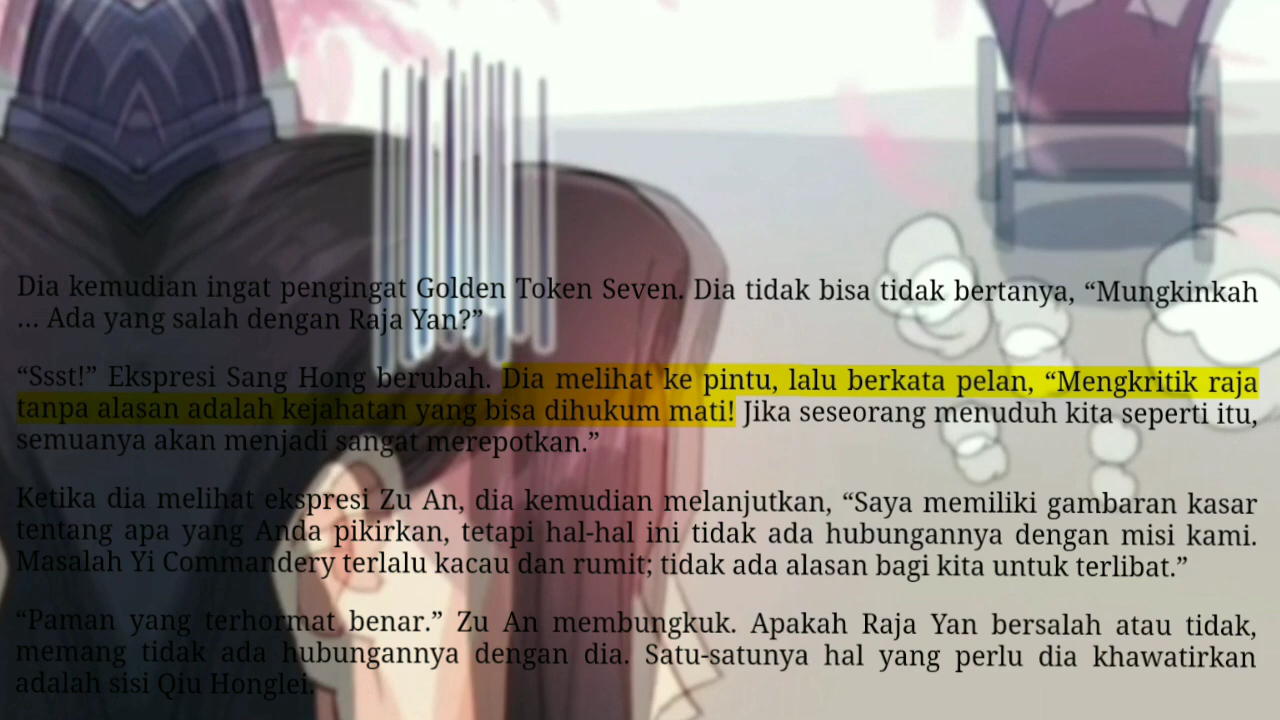 Dia kemudian ingat pengingat Golden Token Seven. Dia tidak bisa tidak bertanya, “Mungkinkah
... Ada yang salah dengan Raja Yan?”
“Ssst!” Ekspresi Sang Hong berubah. Dia melihat ke pintu, lalu berkata pelan, “Mengkritik raja
tanpa alasan adalah kejahatan yang bisa dihukum mati! Jika seseorang menuduh kita seperti itu,
semuanya akan menjadi sangat merepotkan.”
Ketika dia melihat ekspresi Zu An, dia kemudian melanjutkan, “Saya memiliki gambaran kasar
tentang apa yang Anda pikirkan, tetapi hal-hal ini tidak ada hubungannya dengan misi kami.
Masalah Yi Commandery terlalu kacau dan rumit; tidak ada alasan bagi kita untuk terlibat.”
“Paman yang terhormat benar.” Zu An membungkuk. Apakah Raja Yan bersalah atau tidak,
memang tidak ada hubungannya dengan dia. Satu-satunya hal yang perlu dia khawatirkan
adalah sisi Qiu Honglei.